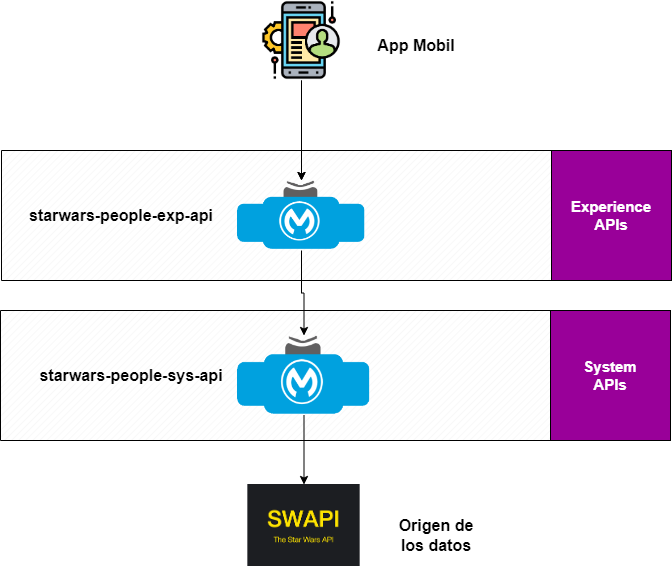 App Mobil
starwars-people-exp-api
Experience
APIs
starwars-people-sys-api
System
APIs
SWAPI
The Star Wars API
Origen de
los datos